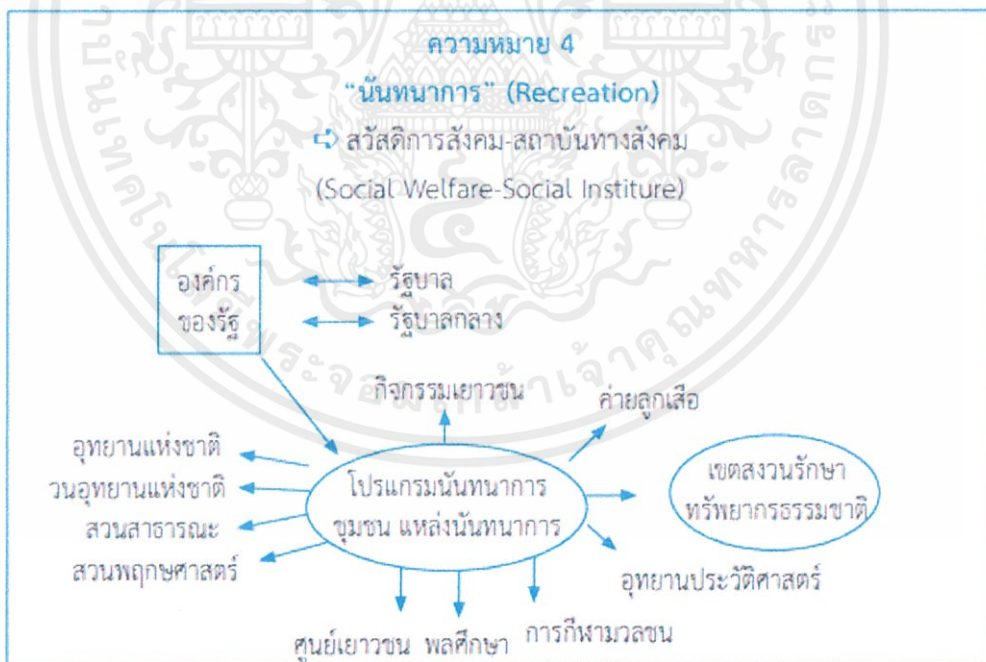 ความหมาย 4
“นันทนาการ” (Recreation)
⇨ สวัสดิการสังคม-สถาบันทางสังคม
(Social Welfare-Social Institure)
องค์กร
ของรัฐ
รัฐบาล
รัฐบาลกลาง
กิจกรรมเยาวชน
ค่ายลูกเสือ
อุทยานแห่งชาติ
วนอุทยานแห่งชาติ
สวนสาธารณะ
สวนพฤกษศาสตร์
โปรแกรมนันทนาการ
ชุมชน แหล่งนันทนาการ
เขตสงวนรักษา
ทรัพยากรธรรมชาติ
อุทยานประวัติศาสตร์
ศูนย์เยาวชน พลศึกษา การกีฬามวลชน